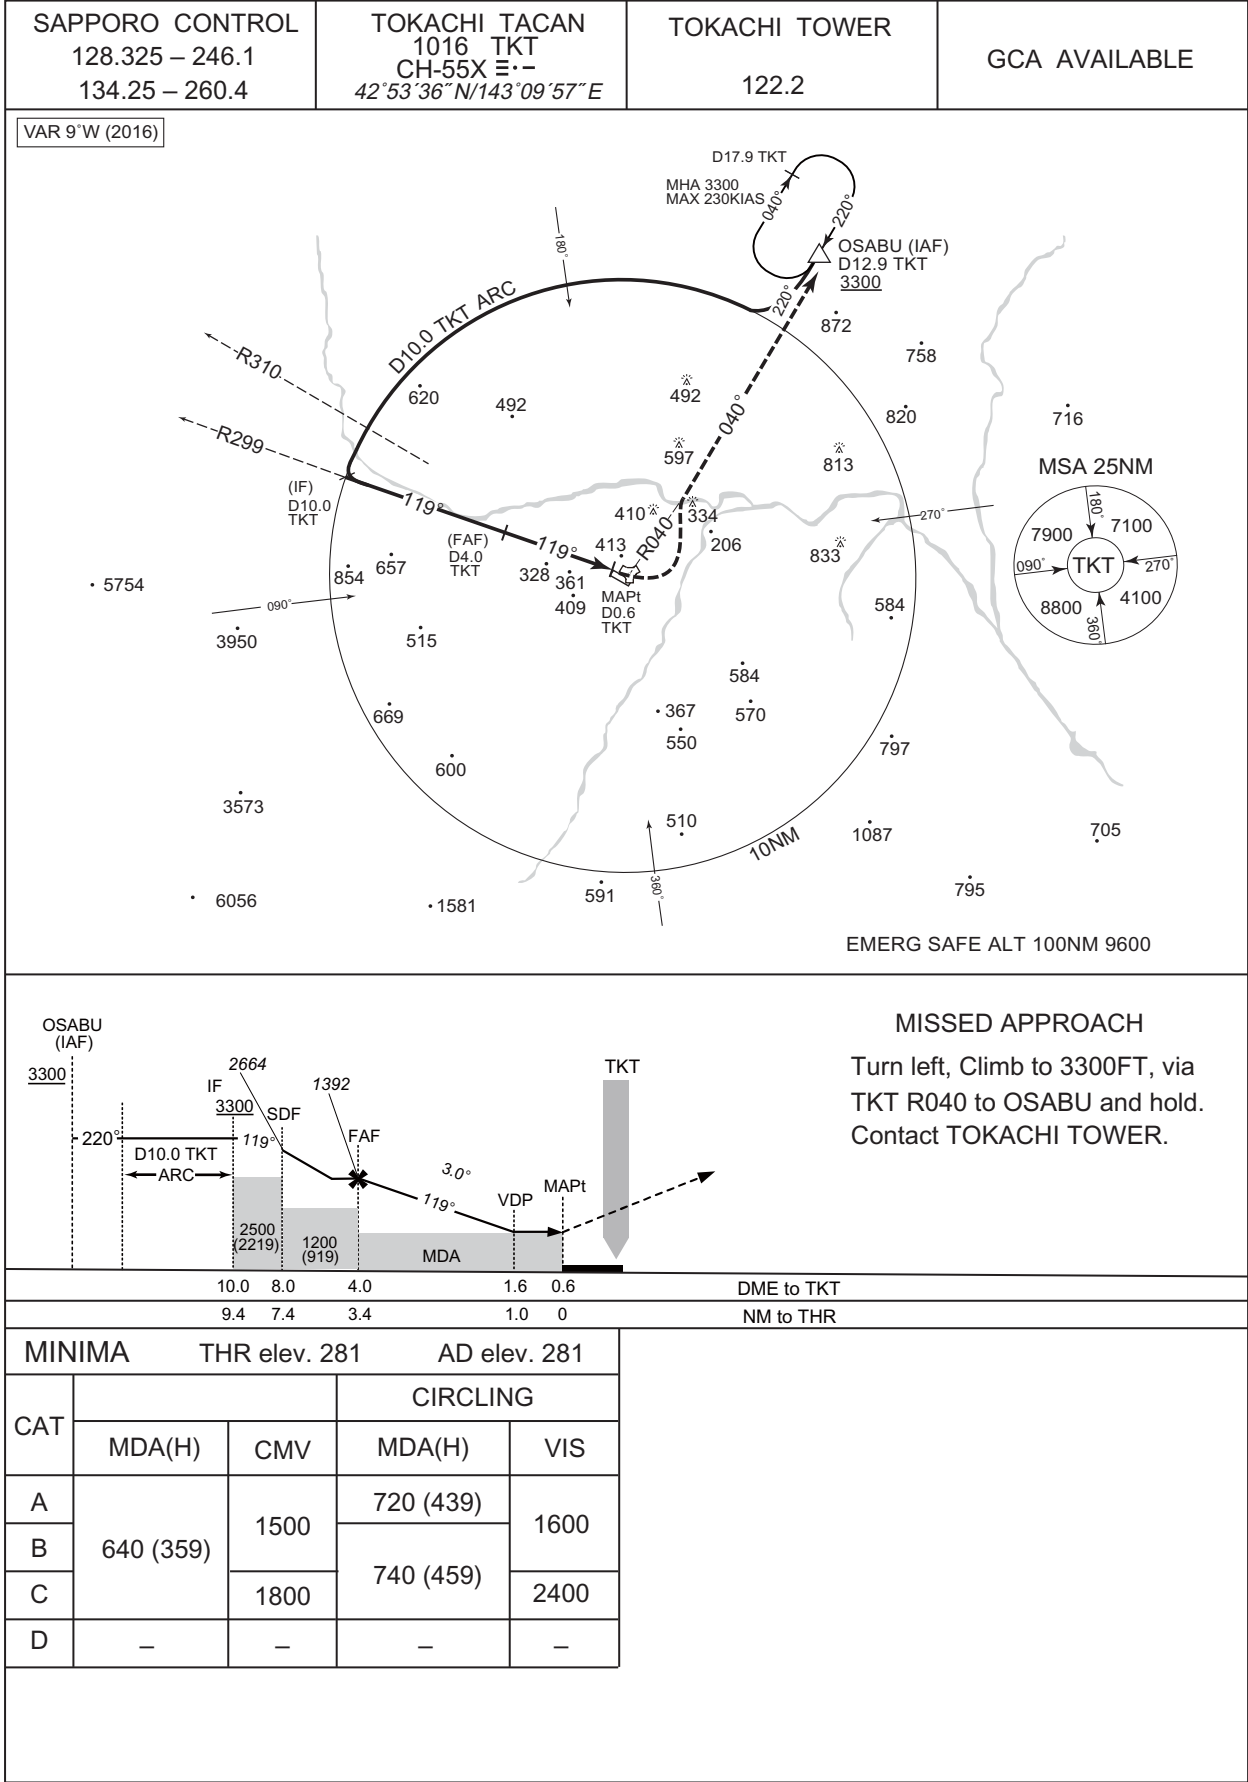 SAPPORO CONTROL
128.325 – 246.1
134.25 – 260.4
TOKACHI TACAN
1016 TKT
CH-55X
42˚53´36˝N/143˚09´57˝E
TOKACHI TOWER
122.2
GCA AVAILABLE
VAR 9˚W (2016)
D17.9 TKT
MHA 3300
MAX 230KIAS
040°
220°
OSABU (IAF)
D12.9 TKT
3300
180°
220°
D10.0 TKT ARC
872
758
R310
620
492
492
040°
820
716
R299
597
813
MSA 25NM
(IF)
D10.0
TKT
119°
410
334
R040
270°
180°
7900
7100
(FAF)
D4.0
TKT
119°
413
206
833
090°
TKT
270°
5754
854
657
328
361
409
MAPt
D0.6
TKT
8800
4100
360°
090°
584
3950
515
584
669
367
570
550
797
600
3573
510
10NM
1087
705
6056
1581
591
360°
795
EMERG SAFE ALT 100NM 9600
OSABU
(IAF)
3300
220°
D10.0 TKT
ARC
IF
3300
2664
SDF
119°
1392
FAF
3.0°
119°
VDP
MAPt
TKT
2500
(2219)
1200
(919)
MDA
MISSED APPROACH
Turn left, Climb to 3300FT, via
TKT R040 to OSABU and hold.
Contact TOKACHI TOWER.
10.0 8.0 4.0 1.6 0.6 DME to TKT
9.4 7.4 3.4 1.0 0 NM to THR
MINIMA THR elev. 281 AD elev. 281
CAT
CIRCLING
MDA(H) CMV MDA(H) VIS
A
720 (439)
B
640 (359)
1500
1600
740 (459)
C
1800
2400
D – – – –